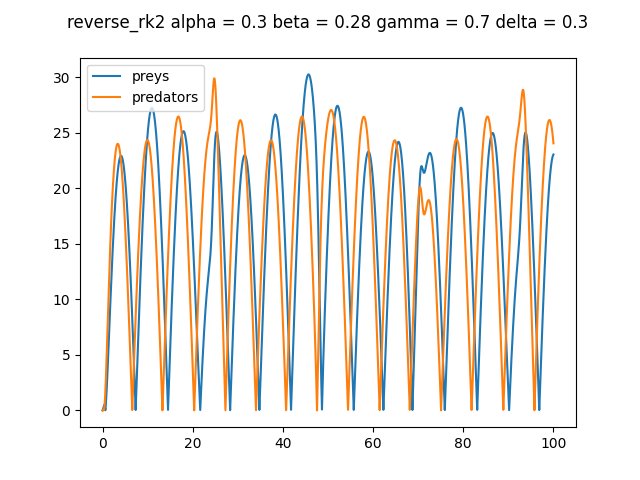 reverse_rk2 alpha = 0.3 beta = 0.28 gamma = 0.7 delta = 0.3
preys
predators
30
25
20
15
10
5
0
0 20 40 60 80 100